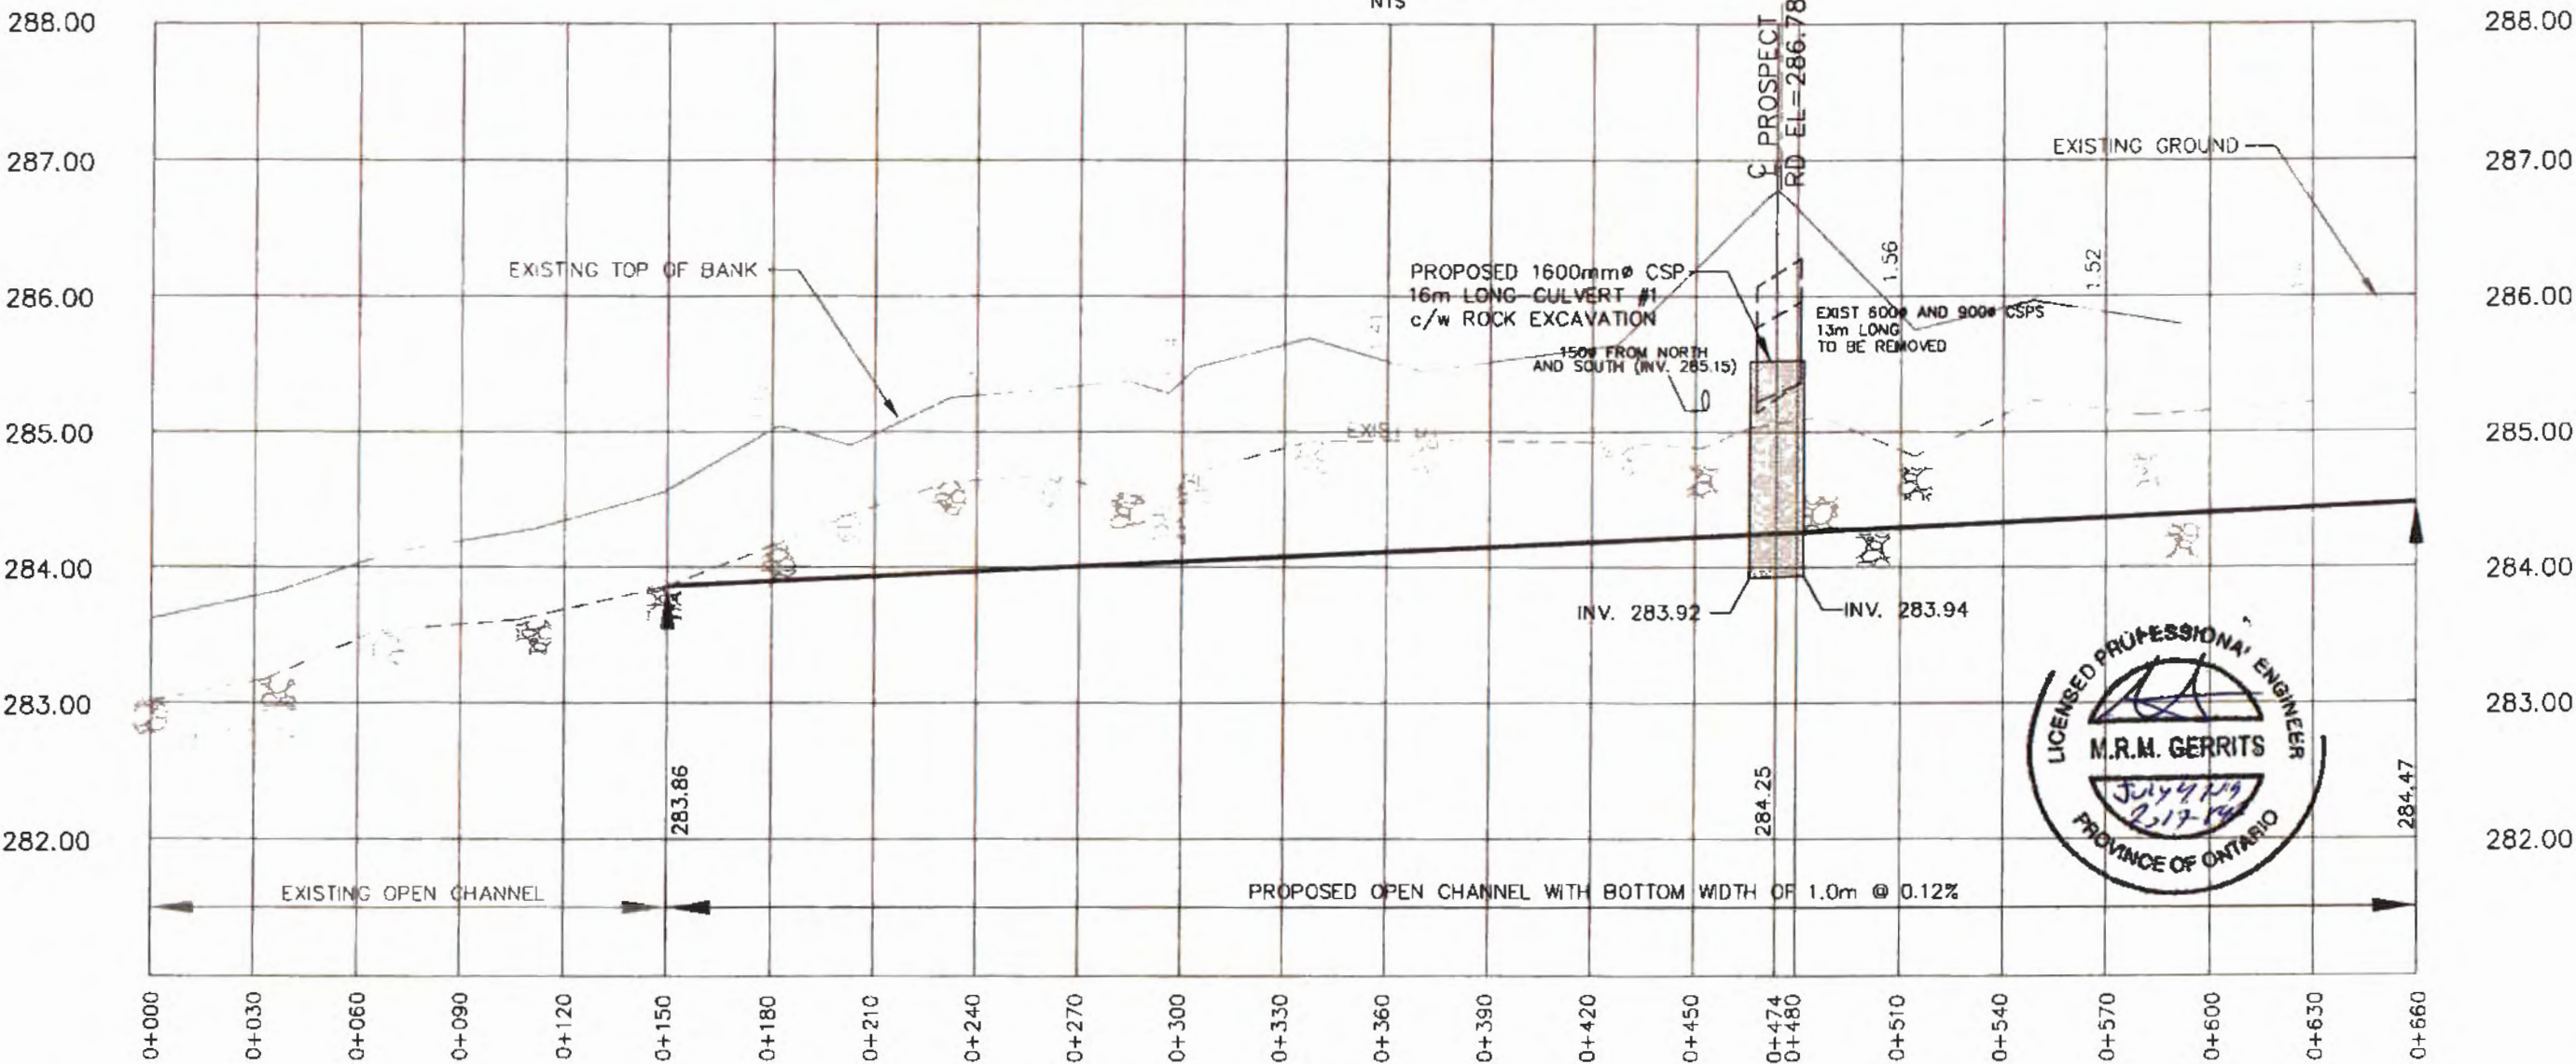 NTS
℄ PROSPECT
RD EL=286.78
288.00
288.00
287.00
287.00
286.00
286.00
285.00
285.00
284.00
284.00
283.00
283.00
282.00
282.00
EXISTING GROUND
EXISTING TOP OF BANK
PROPOSED 1600mmø CSP
16m LONG CULVERT #1
c/w ROCK EXCAVATION
150ø FROM NORTH
AND SOUTH (INV. 285.15)
1.56
1.52
EXIST 600ø AND 900ø CSPS
13m LONG
TO BE REMOVED
EXIST
INV. 283.92
INV. 283.94
283.86
284.25
284.47
LICENSED PROFESSIONAL ENGINEER
M.R.M. GERRITS
PROVINCE OF ONTARIO
EXISTING OPEN CHANNEL
PROPOSED OPEN CHANNEL WITH BOTTOM WIDTH OF 1.0m @ 0.12%
0+000
0+030
0+060
0+090
0+120
0+150
0+180
0+210
0+240
0+270
0+300
0+330
0+360
0+390
0+420
0+450
0+474
0+480
0+510
0+540
0+570
0+600
0+630
0+660